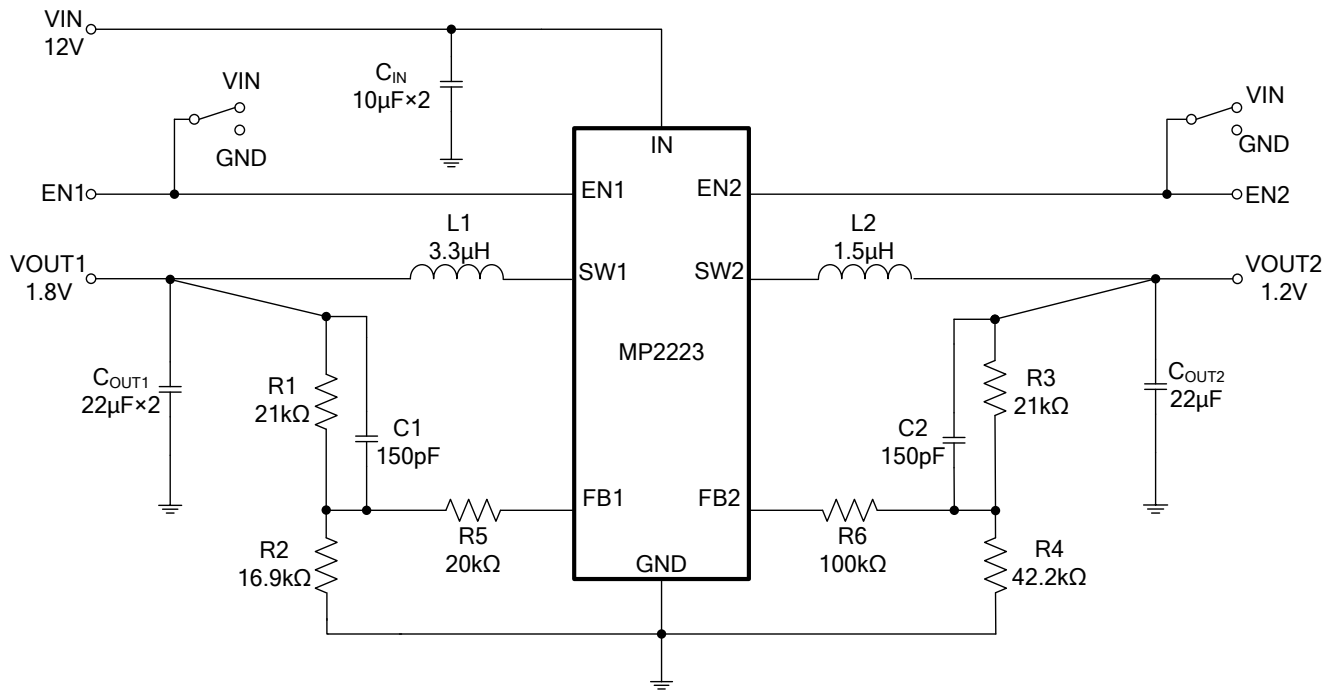 VIN
12V
CIN
10µF×2
VIN
GND
EN1
VIN
GND
EN2
IN
EN1
EN2
L1
3.3µH
L2
1.5µH
VOUT1
1.8V
SW1
SW2
VOUT2
1.2V
MP2223
COUT1
22µF×2
R1
21kΩ
C1
150pF
C2
150pF
R3
21kΩ
COUT2
22µF
FB1
FB2
R5
20kΩ
R6
100kΩ
R2
16.9kΩ
GND
R4
42.2kΩ